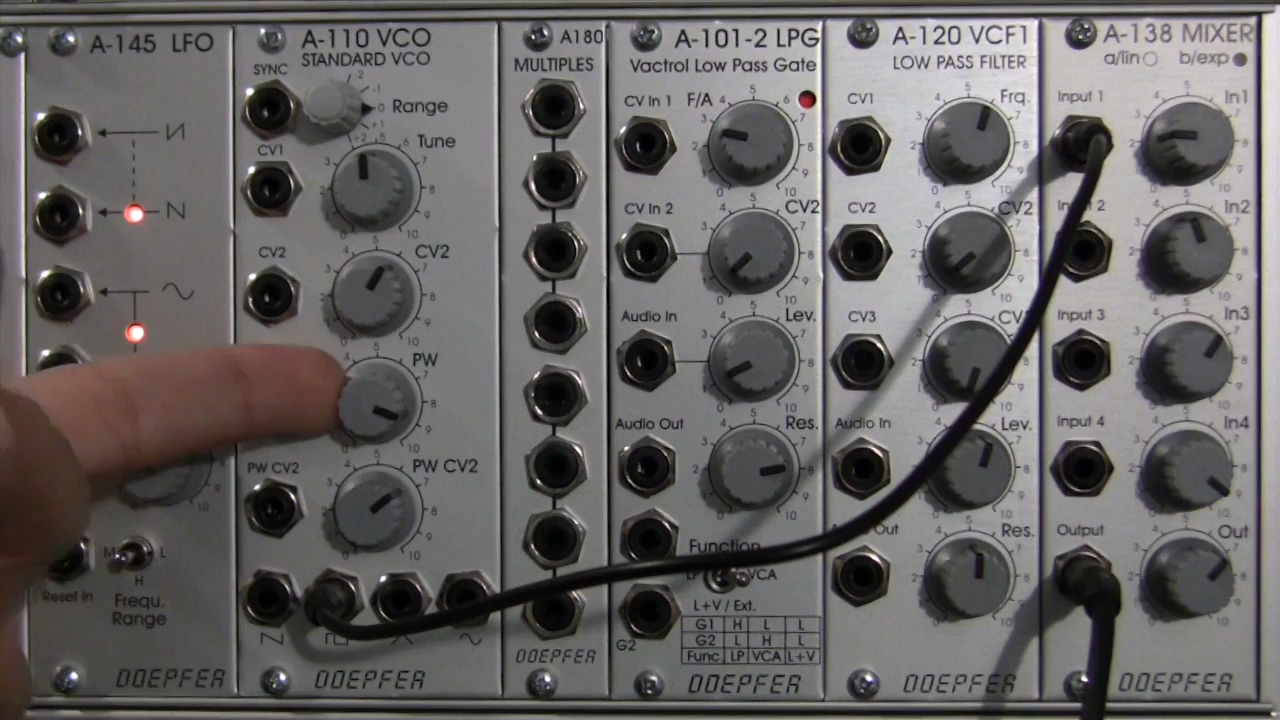 A-145 LFO
Reset In
M
L
H
Frequ.
Range
DOEPFER
A-110 VCO
STANDARD VCO
SYNC
Range
Tune
CV1
CV2
CV2
PW
PW CV2
PW CV2
DOEPFER
A180
MULTIPLES
DOEPFER
A-101-2 LPG
Vactrol Low Pass Gate
CV In 1
F/A
CV In 2
CV2
Audio In
Lev.
Audio Out
Res.
Function
LP
VCA
L+V / Ext.
G1 H L L
G2 L H L
Func LP VCA L+V
G2
DOEPFER
A-120 VCF1
LOW PASS FILTER
CV1
Frq.
CV2
CV2
CV3
Audio In
Lev.
Out
Res.
DOEPFER
A-138 MIXER
a/lin
b/exp
Input 1
In1
In2
Input 3
In3
Input 4
In4
Output
Out
DOEPFER